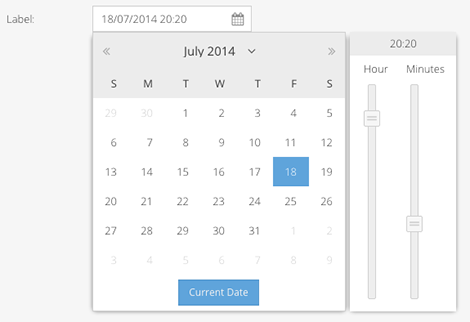 Label: 18/07/2014 20:20
« July 2014 »
S M T W T F S
29 30 1 2 3 4 5
6 7 8 9 10 11 12
13 14 15 16 17 18 19
20 21 22 23 24 25 26
27 28 29 30 31 1 2
3 4 5 6 7 8 9
Current Date
20:20
Hour Minutes